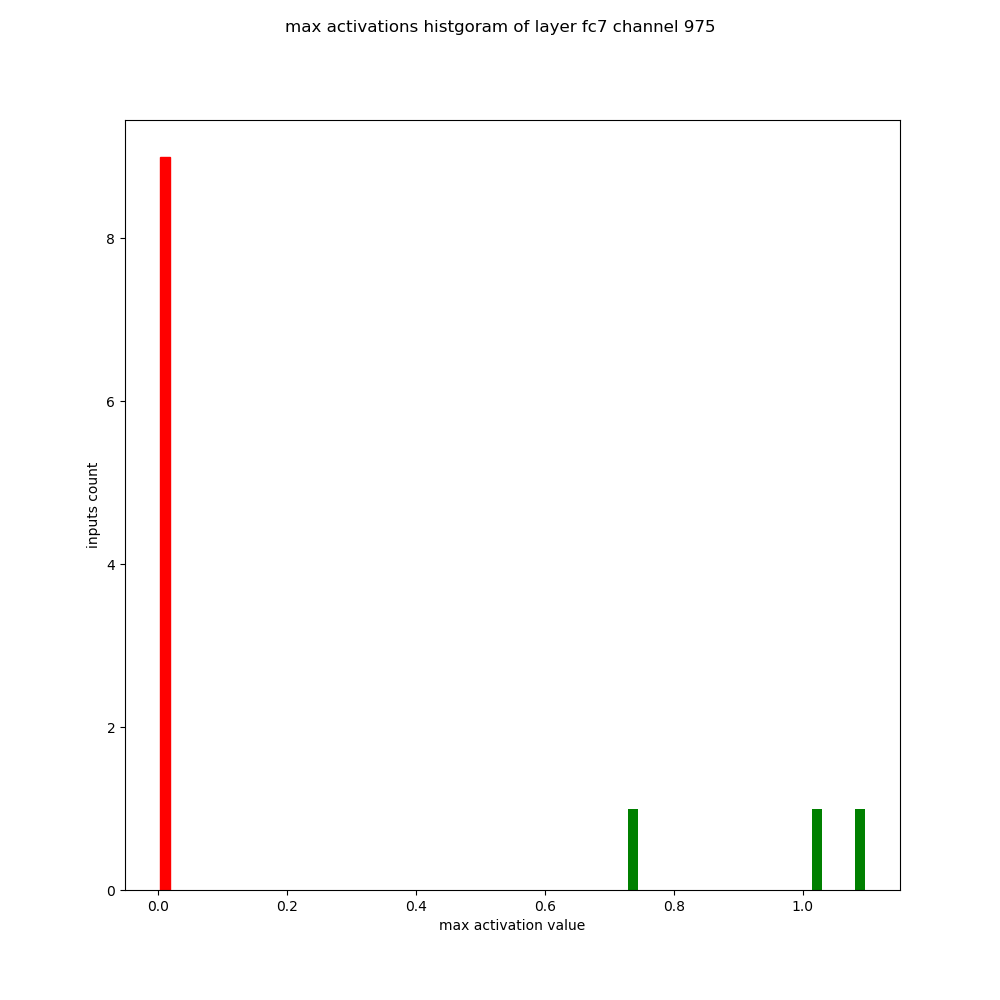 max activations histgoram of layer fc7 channel 975
8
6
4
2
0
inputs count
0.0 0.2 0.4 0.6 0.8 1.0
max activation value